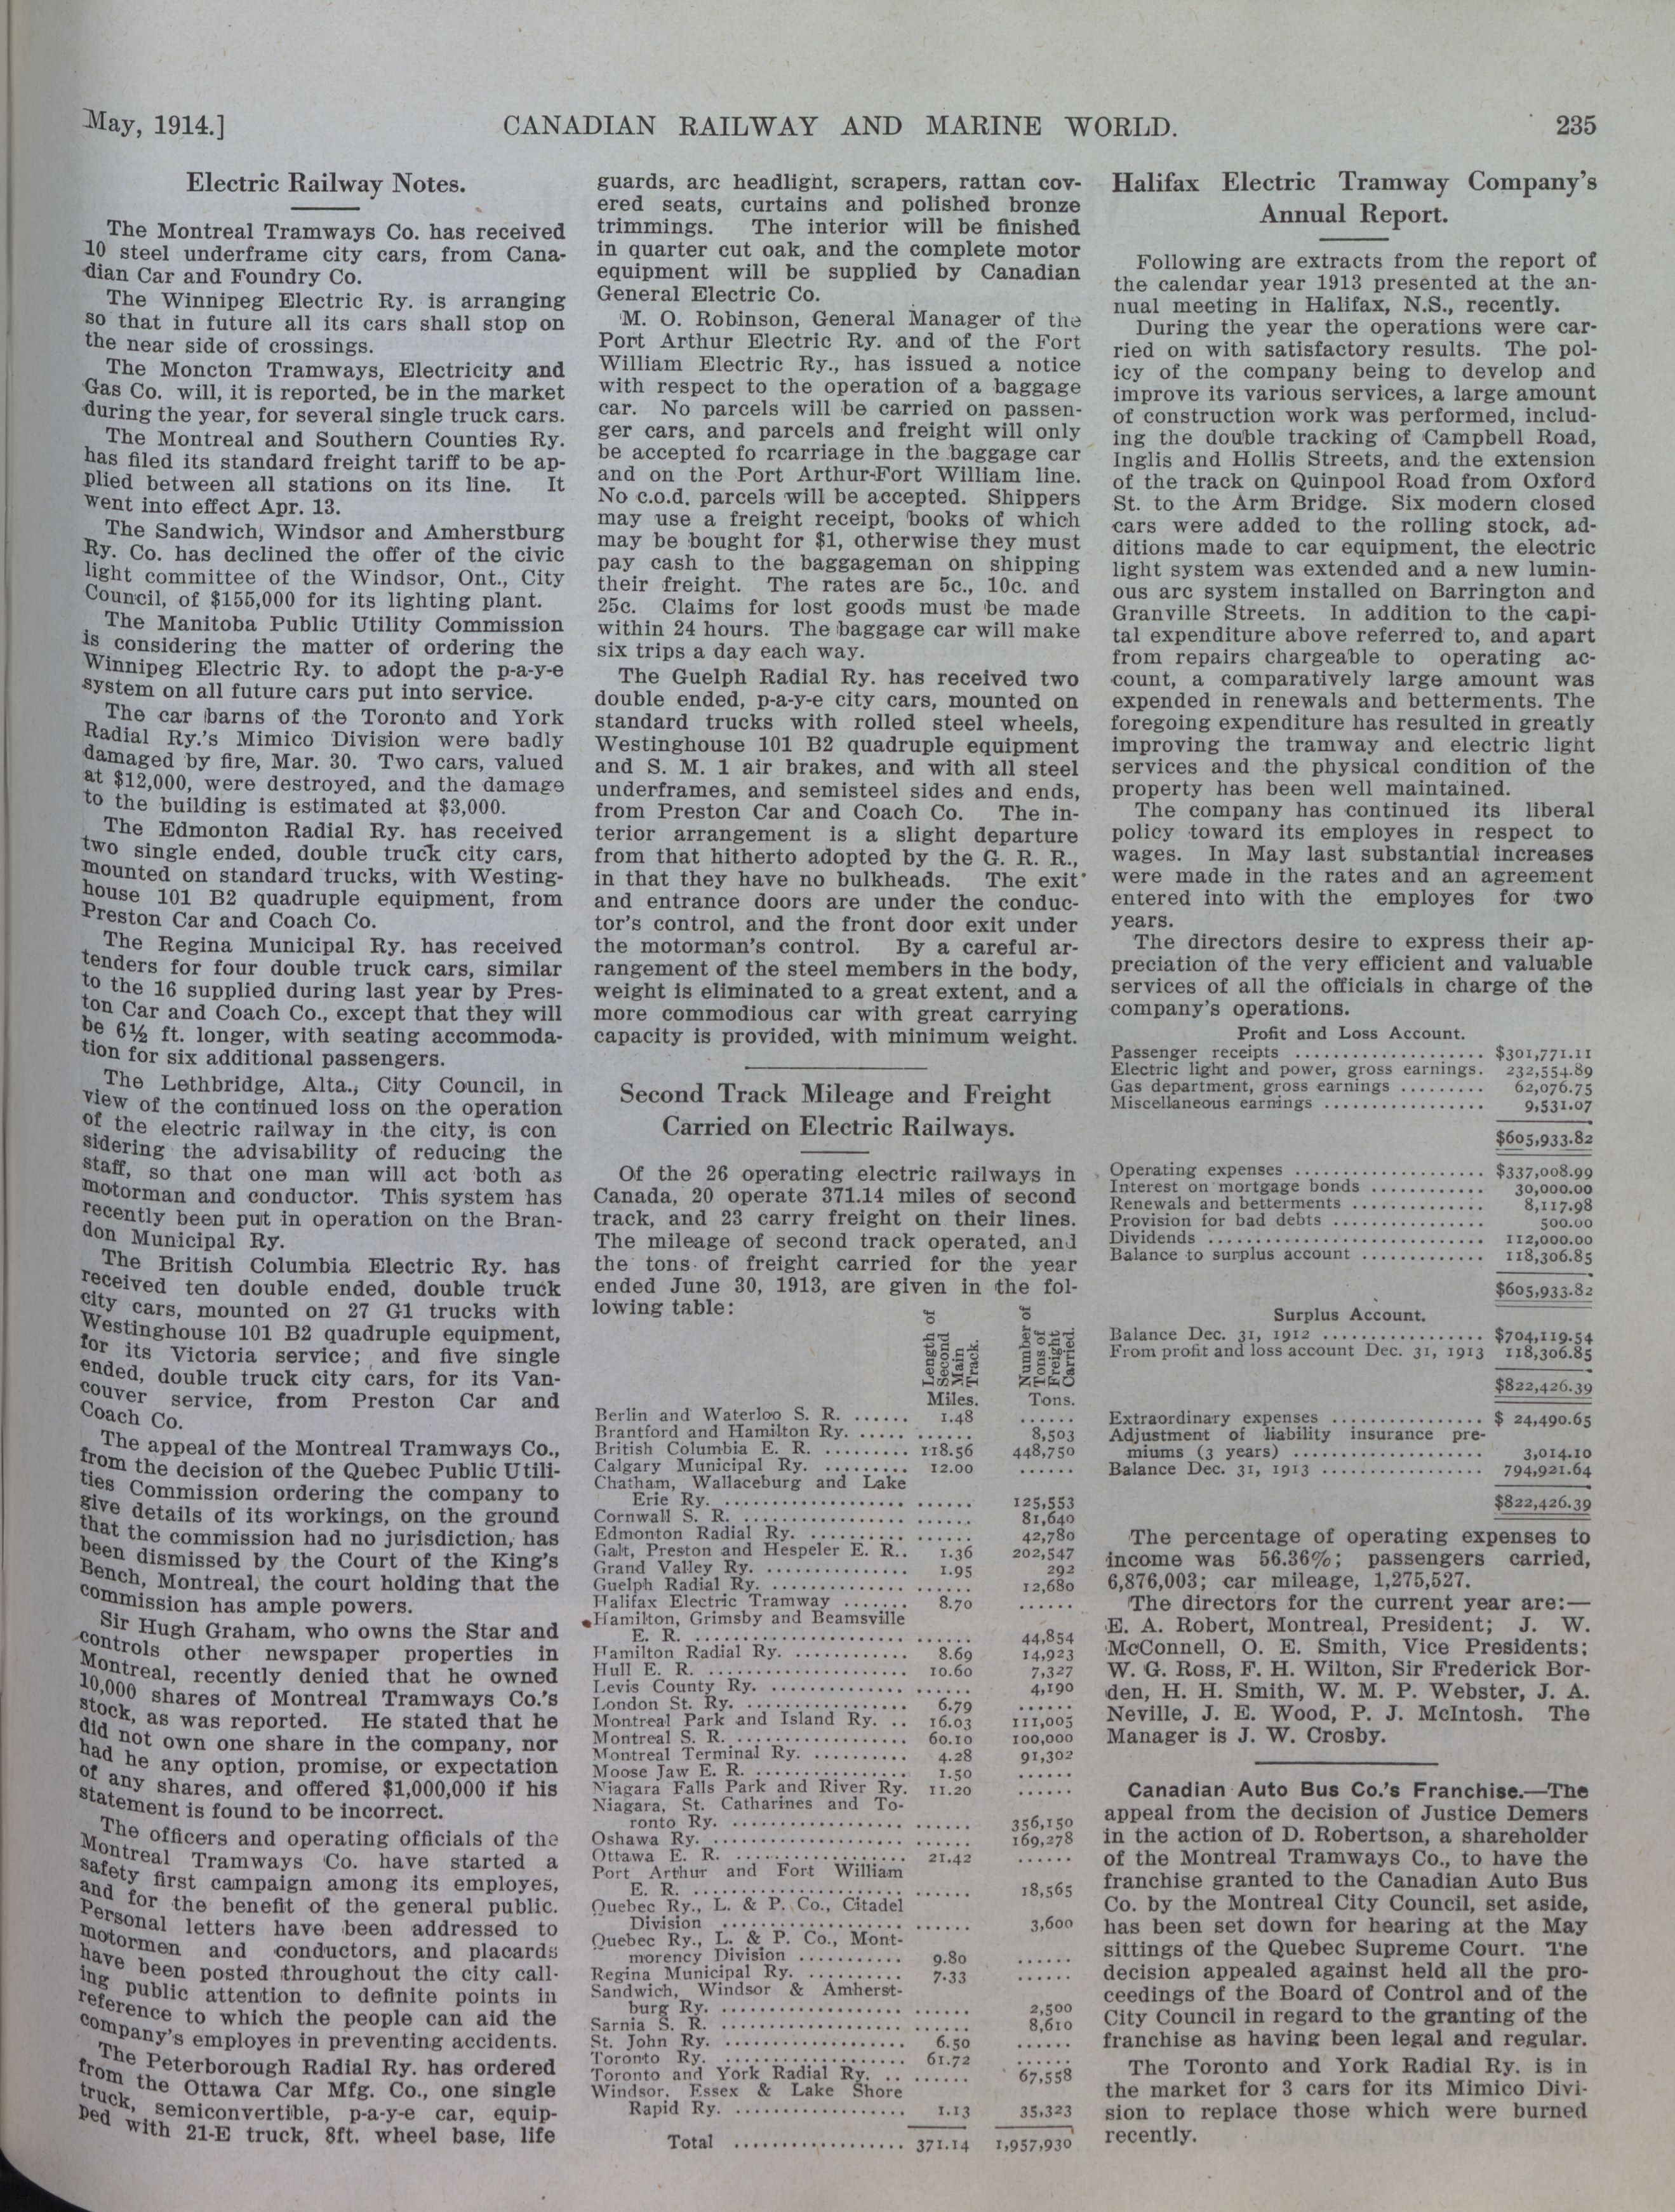 May, 1914.]
CANADIAN RAILWAY AND MARINE WORLD.
235
Electric Railway Notes.
The Montreal Tramways Co. has received
10 steel underframe city cars, from Cana-
dian Car and Foundry Co.
The Winnipeg Electric Ry. is arranging
so that in future all its cars shall stop on
the near side of crossings.
The Moncton Tramways, Electricity and
Gas Co. will, it is reported, be in the market
during the year, for several single truck cars.
The Montreal and Southern Counties Ry.
has filed its standard freight tariff to be ap-
plied between all stations on its line. It
went into effect Apr. 13.
The Sandwich, Windsor and Amherstburg
Ry. Co. has declined the offer of the civic
light committee of the Windsor, Ont., City
Council, of $155,000 for its lighting plant.
The Manitoba Public Utility Commission
is considering the matter of ordering the
Winnipeg Electric Ry. to adopt the p-a-y-e
system on all future cars put into service.
The car barns of the Toronto and York
Radial Ry.'s Mimico Division were badly
damaged by fire, Mar. 30. Two cars, valued
at $12,000, were destroyed, and the damage
to the building is estimated at $3,000.
The Edmonton Radial Ry. has received
two single ended, double truck city cars,
mounted on standard trucks, with Westing-
house 101 B2 quadruple equipment, from
Preston Car and Coach Co.
The Regina Municipal Ry. has received
tenders for four double truck cars, similar
to the 16 supplied during last year by Pres-
ton Car and Coach Co., except that they will
be 6½ ft. longer, with seating accommoda-
tion for six additional passengers.
The Lethbridge, Alta., City Council, in
view of the continued loss on the operation
of the electric railway in the city, is con
sidering the advisability of reducing the
staff, so that one man will act both as
motorman and conductor. This system has
recently been put in operation on the Bran-
don Municipal Ry.
The British Columbia Electric Ry. has
received ten double ended, double truck
city cars, mounted on 27 G1 trucks with
Westinghouse 101 B2 quadruple equipment,
for its Victoria service; and five single
ended, double truck city cars, for its Van-
couver service, from Preston Car and
Coach Co.
The appeal of the Montreal Tramways Co.,
from the decision of the Quebec Public Utili-
ties Commission ordering the company to
give details of its workings, on the ground
that the commission had no jurisdiction, has
been dismissed by the Court of the King's
Bench, Montreal, the court holding that the
commission has ample powers.
Sir Hugh Graham, who owns the Star and
controls other newspaper properties in
Montreal, recently denied that he owned
10,000 shares of Montreal Tramways Co.'s
stock, as was reported. He stated that he
did not own one share in the company, nor
had he any option, promise, or expectation
of any shares, and offered $1,000,000 if his
statement is found to be incorrect.
The officers and operating officials of the
Montreal Tramways Co. have started a
safety first campaign among its employes,
and for the benefit of the general public.
Personal letters have been addressed to
motormen and conductors, and placards
have been posted throughout the city call-
ing public attention to definite points in
reference to which the people can aid the
company's employes in preventing accidents.
The Peterborough Radial Ry. has ordered
from the Ottawa Car Mfg. Co., one single
truck, semiconvertible, p-a-y-e car, equip-
ped with 21-E truck, 8ft. wheel base, life
guards, arc headlight, scrapers, rattan cov-
ered seats, curtains and polished bronze
trimmings. The interior will be finished
in quarter cut oak, and the complete motor
equipment will be supplied by Canadian
General Electric Co.
M. O. Robinson, General Manager of the
Port Arthur Electric Ry. and of the Fort
William Electric Ry., has issued a notice
with respect to the operation of a baggage
car. No parcels will be carried on passen-
ger cars, and parcels and freight will only
be accepted fo rcarriage in the baggage car
and on the Port Arthur-Fort William line.
No c.o.d. parcels will be accepted. Shippers
may use a freight receipt, books of which
may be bought for $1, otherwise they must
pay cash to the baggageman on shipping
their freight. The rates are 5c., 10c. and
25c. Claims for lost goods must be made
within 24 hours. The baggage car will make
six trips a day each way.
The Guelph Radial Ry. has received two
double ended, p-a-y-e city cars, mounted on
standard trucks with rolled steel wheels,
Westinghouse 101 B2 quadruple equipment
and S. M. 1 air brakes, and with all steel
underframes, and semisteel sides and ends,
from Preston Car and Coach Co. The in-
terior arrangement is a slight departure
from that hitherto adopted by the G. R. R.,
in that they have no bulkheads. The exit
and entrance doors are under the conduc-
tor's control, and the front door exit under
the motorman's control. By a careful ar-
rangement of the steel members in the body,
weight is eliminated to a great extent, and a
more commodious car with great carrying
capacity is provided, with minimum weight.
Second Track Mileage and Freight
Carried on Electric Railways.
Of the 26 operating electric railways in
Canada, 20 operate 371.14 miles of second
track, and 23 carry freight on their lines.
The mileage of second track operated, and
the tons of freight carried for the year
ended June 30, 1913, are given in the fol-
lowing table:
Length of Second Main Track.
Number of Tons of Freight Carried.
Miles. Tons.
Berlin and Waterloo S. R. ...... 1.48 ......
Brantford and Hamilton Ry. ..... ...... 8,503
British Columbia E. R. ......... 118.56 448,750
Calgary Municipal Ry. ......... 12.00 ......
Chatham, Wallaceburg and Lake
Erie Ry. ................... ...... 125,553
Cornwall S. R. ................. ...... 81,640
Edmonton Radial Ry. .......... ...... 42,780
Galt, Preston and Hespeler E. R.. 1.36 202,547
Grand Valley Ry. ............... 1.95 292
Guelph Radial Ry. .............. ...... 12,680
Halifax Electric Tramway ....... 8.70 ......
Hamilton, Grimsby and Beamsville
E. R. ...................... ...... 44,854
Hamilton Radial Ry. ............ 8.69 14,923
Hull E. R. ..................... 10.60 7,327
Levis County Ry. ............... ...... 4,190
London St. Ry. ................. 6.79 ......
Montreal Park and Island Ry. .. 16.03 111,005
Montreal S. R. .................. 60.10 100,000
Montreal Terminal Ry. .......... 4.28 91,302
Moose Jaw E. R. ................ 1.50 ......
Niagara Falls Park and River Ry. 11.20 ......
Niagara, St. Catharines and To-
ronto Ry. .................. ...... 356,150
Oshawa Ry. .................... ...... 169,278
Ottawa E. R. .................. 21.42 ......
Port Arthur and Fort William
E. R. ...................... ...... 18,565
Quebec Ry., L. & P. Co., Citadel
Division ................... ...... 3,600
Quebec Ry., L. & P. Co., Mont-
morency Division ........... 9.80 ......
Regina Municipal Ry. .......... 7.33 ......
Sandwich, Windsor & Amherst-
burg Ry. ................... ...... 2,500
Sarnia S. R. .................... ...... 8,610
St. John Ry. ................... 6.50 ......
Toronto Ry. ................... 61.72 ......
Toronto and York Radial Ry. .. ...... 67,558
Windsor, Essex & Lake Shore
Rapid Ry. .................. 1.13 35,323
Total .................. 371.14 1,957,930
Halifax Electric Tramway Company's
Annual Report.
Following are extracts from the report of
the calendar year 1913 presented at the an-
nual meeting in Halifax, N.S., recently.
During the year the operations were car-
ried on with satisfactory results. The pol-
icy of the company being to develop and
improve its various services, a large amount
of construction work was performed, includ-
ing the double tracking of Campbell Road,
Inglis and Hollis Streets, and the extension
of the track on Quinpool Road from Oxford
St. to the Arm Bridge. Six modern closed
cars were added to the rolling stock, ad-
ditions made to car equipment, the electric
light system was extended and a new lumin-
ous arc system installed on Barrington and
Granville Streets. In addition to the capi-
tal expenditure above referred to, and apart
from repairs chargeable to operating ac-
count, a comparatively large amount was
expended in renewals and betterments. The
foregoing expenditure has resulted in greatly
improving the tramway and electric light
services and the physical condition of the
property has been well maintained.
The company has continued its liberal
policy toward its employes in respect to
wages. In May last substantial increases
were made in the rates and an agreement
entered into with the employes for two
years.
The directors desire to express their ap-
preciation of the very efficient and valuable
services of all the officials in charge of the
company's operations.
Profit and Loss Account.
Passenger receipts ................... $301,771.11
Electric light and power, gross earnings. 232,554.89
Gas department, gross earnings ......... 62,076.75
Miscellaneous earnings ................. 9,531.07
$605,933.82
Operating expenses ................... $337,008.99
Interest on mortgage bonds ............ 30,000.00
Renewals and betterments .............. 8,117.98
Provision for bad debts ................ 500.00
Dividends ............................ 112,000.00
Balance to surplus account ............ 118,306.85
$605,933.82
Surplus Account.
Balance Dec. 31, 1912 ................. $704,119.54
From profit and loss account Dec. 31, 1913 118,306.85
$822,426.39
Extraordinary expenses ................ $ 24,490.65
Adjustment of liability insurance pre-
miums (3 years) ................... 3,014.10
Balance Dec. 31, 1913 ................. 794,921.64
$822,426.39
The percentage of operating expenses to
income was 56.36%; passengers carried,
6,876,003; car mileage, 1,275,527.
The directors for the current year are:—
E. A. Robert, Montreal, President; J. W.
McConnell, O. E. Smith, Vice Presidents;
W. G. Ross, F. H. Wilton, Sir Frederick Bor-
den, H. H. Smith, W. M. P. Webster, J. A.
Neville, J. E. Wood, P. J. McIntosh. The
Manager is J. W. Crosby.
Canadian Auto Bus Co.'s Franchise.—The
appeal from the decision of Justice Demers
in the action of D. Robertson, a shareholder
of the Montreal Tramways Co., to have the
franchise granted to the Canadian Auto Bus
Co. by the Montreal City Council, set aside,
has been set down for hearing at the May
sittings of the Quebec Supreme Court. The
decision appealed against held all the pro-
ceedings of the Board of Control and of the
City Council in regard to the granting of the
franchise as having been legal and regular.
The Toronto and York Radial Ry. is in
the market for 3 cars for its Mimico Divi-
sion to replace those which were burned
recently.